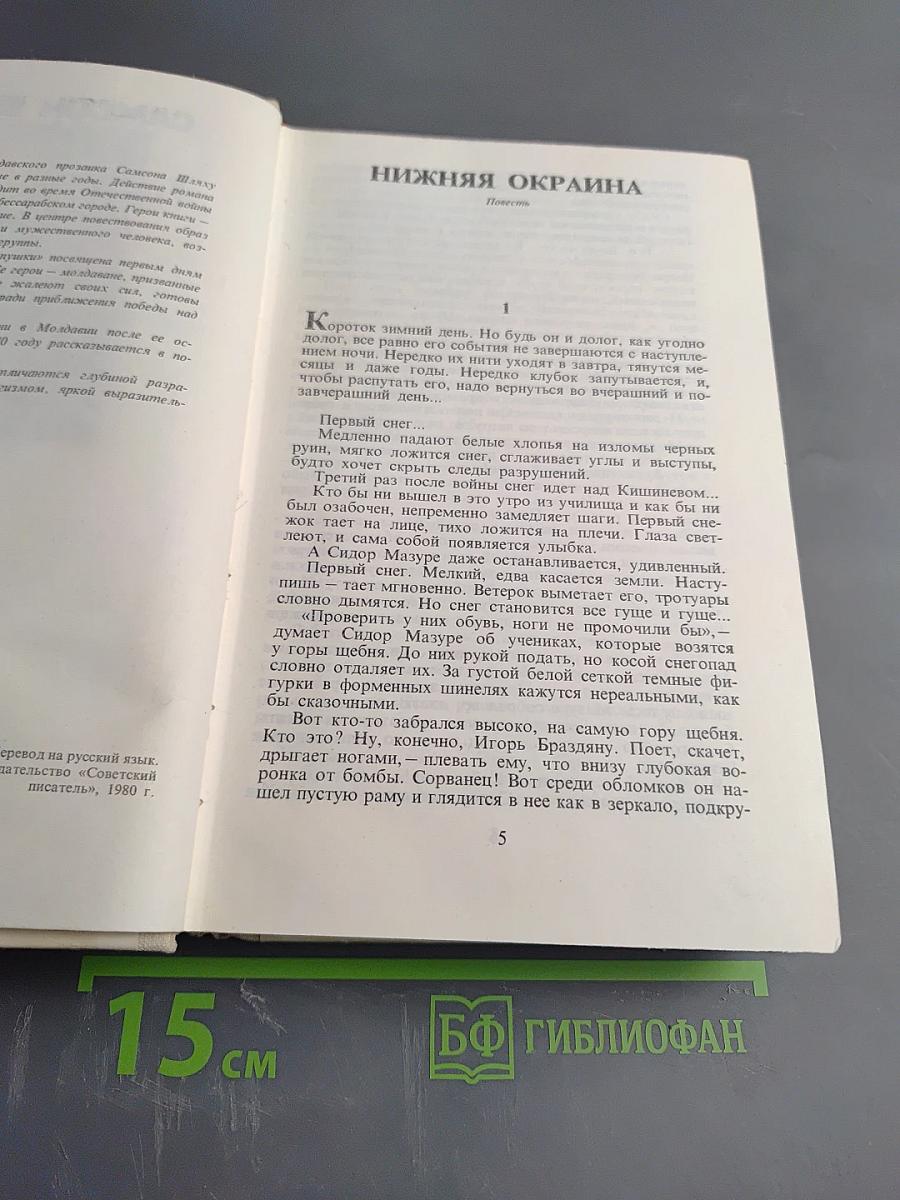 давского прозаика Самсона Шляху
е в разные годы. Действие романа
дит во время Отечественной войны
бессарабском городе. Герои книги —
ие. В центре повествования образ
и мужественного человека, воз-
группы.
пушки» посвящена первым дням
е герои — молдаване, призванные
е жалеют своих сил, готовы
ради приближения победы над
ни в Молдавии после ее ос-
0 году рассказывается в по-
тличаются глубиной разра-
гизмом, яркой выразитель-
Перевод на русский язык.
дательство «Советский
писатель», 1980 г.
НИЖНЯЯ ОКРАИНА
Повесть
1
Короток зимний день. Но будь он и долог, как угодно
долог, все равно его события не завершаются с наступле-
нием ночи. Нередко их нити уходят в завтра, тянутся ме-
сяцы и даже годы. Нередко клубок запутывается, и,
чтобы распутать его, надо вернуться во вчерашний и по-
завчерашний день...
Первый снег...
Медленно падают белые хлопья на изломы черных
руин, мягко ложится снег, сглаживает углы и выступы,
будто хочет скрыть следы разрушений.
Третий раз после войны снег идет над Кишиневом...
Кто бы ни вышел в это утро из училища и как бы ни
был озабочен, непременно замедляет шаги. Первый сне-
жок тает на лице, тихо ложится на плечи. Глаза свет-
леют, и сама собой появляется улыбка.
А Сидор Мазуре даже останавливается, удивленный.
Первый снег. Мелкий, едва касается земли. Насту-
пишь — тает мгновенно. Ветерок выметает его, тротуары
словно дымятся. Но снег становится все гуще и гуще...
«Проверить у них обувь, ноги не промочили бы»,—
думает Сидор Мазуре об учениках, которые возятся
у горы щебня. До них рукой подать, но косой снегопад
словно отдаляет их. За густой белой сеткой темные фи-
гурки в форменных шинелях кажутся нереальными, как
бы сказочными.
Вот кто-то забрался высоко, на самую гору щебня.
Кто это? Ну, конечно, Игорь Браздяну. Поет, скачет,
дрыгает ногами,— плевать ему, что внизу глубокая во-
ронка от бомбы. Сорванец! Вот среди обломков он на-
шел пустую раму и глядится в нее как в зеркало, подкру-
5
15 см
БФ ГИБЛИОФАН